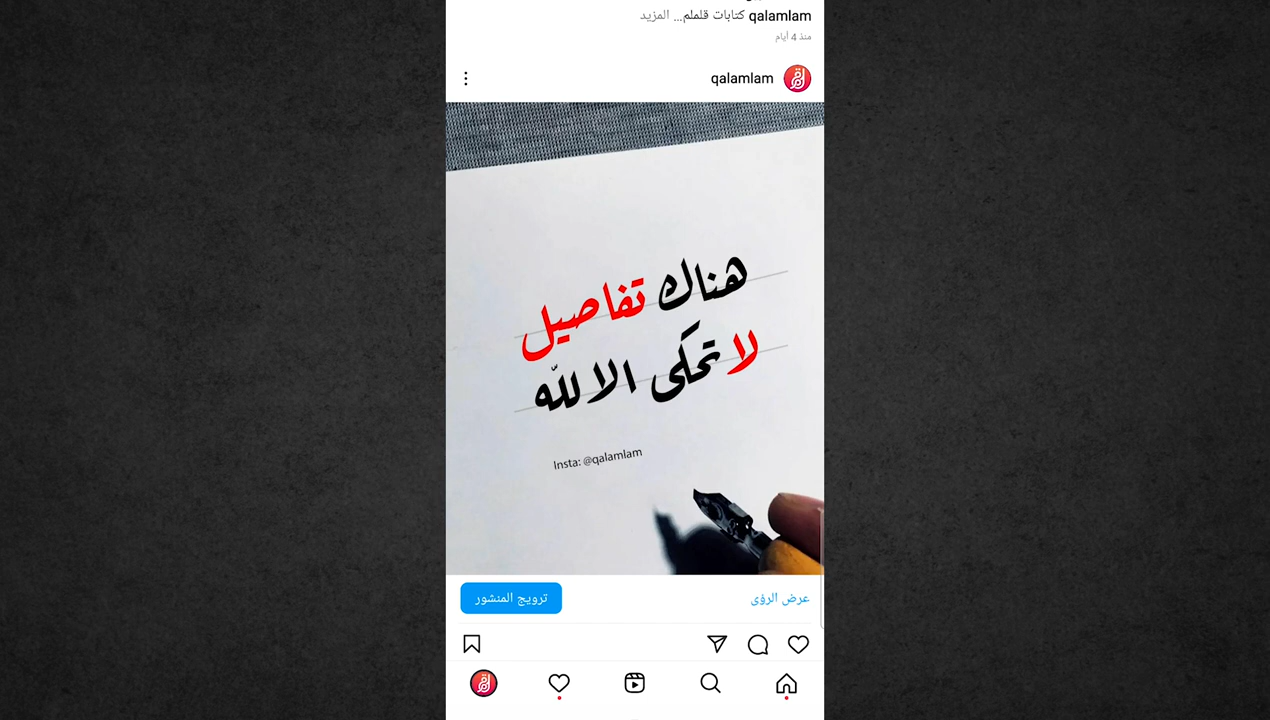 qalamlam كتابات قلملم... المزيد
منذ 4 أيام
qalamlam
هناك تفاصيل
لا تحكى الا لله
Insta: @qalamlam
عرض الرؤى
ترويج المنشور